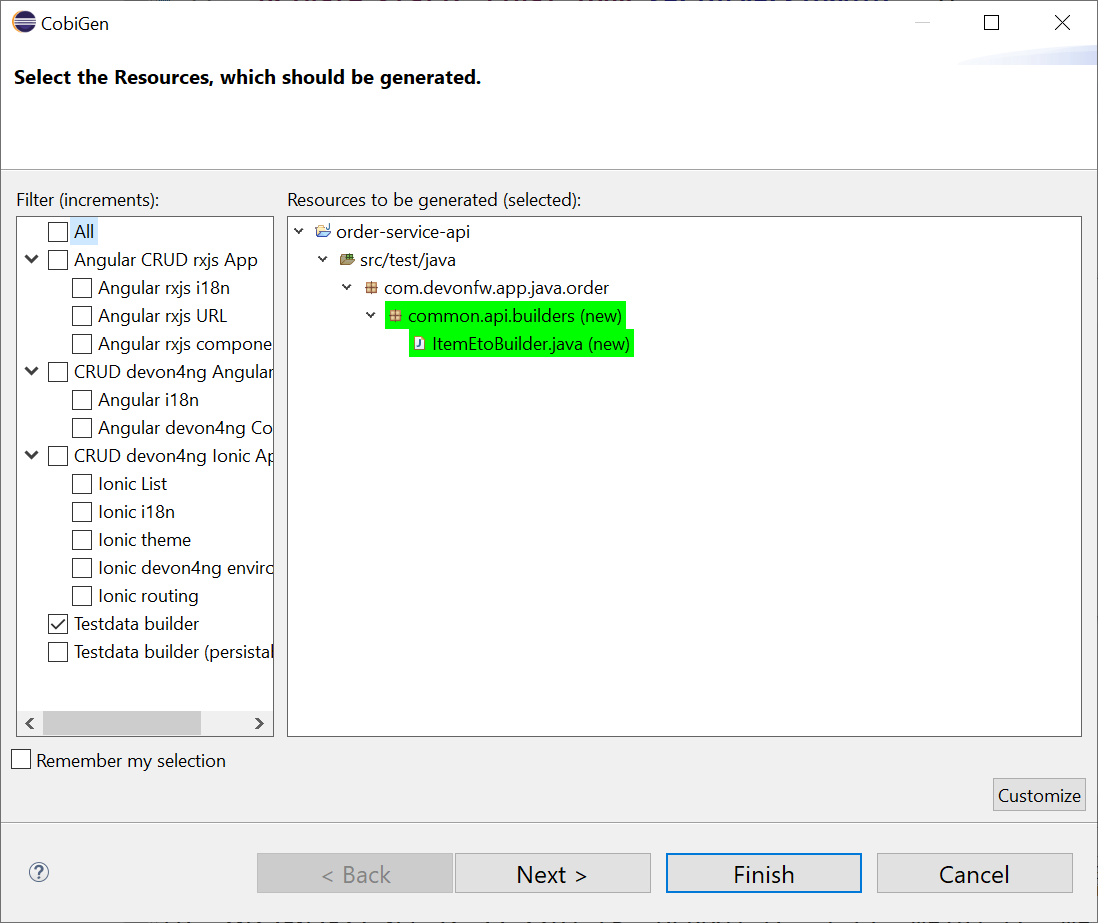 CobiGen
Select the Resources, which should be generated.
Filter (increments):
All
Angular CRUD rxjs App
Angular rxjs i18n
Angular rxjs URL
Angular rxjs compone
CRUD devon4ng Angular
Angular i18n
Angular devon4ng Co
CRUD devon4ng Ionic Ap
Ionic List
Ionic i18n
Ionic theme
Ionic devon4ng enviro
Ionic routing
Testdata builder
Testdata builder (persistal
Resources to be generated (selected):
order-service-api
src/test/java
com.devonfw.app.java.order
common.api.builders (new)
ItemEtoBuilder.java (new)
Remember my selection
Customize
?
< Back
Next >
Finish
Cancel